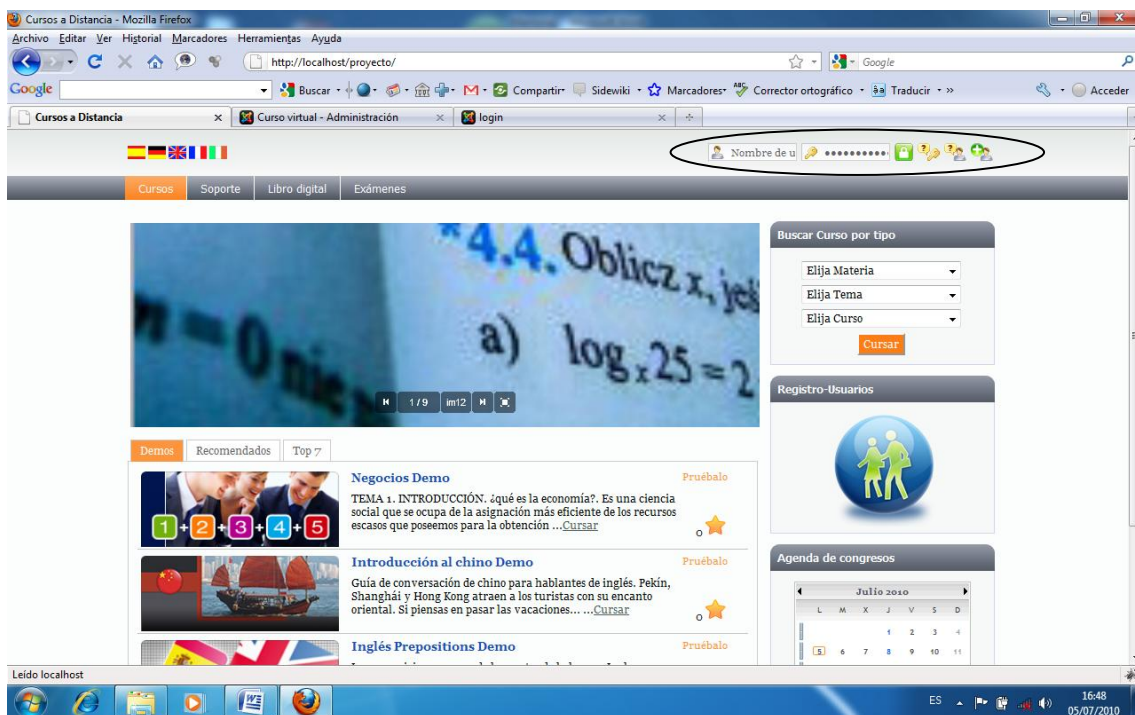 Cursos a Distancia - Mozilla Firefox
Archivo Editar Ver Historial Marcadores Herramientas Ayuda
http://localhost/proyecto/
Google
Google
Buscar
Compartir
Sidewiki
Marcadores
Corrector ortográfico
Traducir
Acceder
Cursos a Distancia
Curso virtual - Administración
login
Nombre de u
Cursos
Soporte
Libro digital
Exámenes
*4.4. Oblicz x, jeś
= 0 nie
a) logx25 = 2
1 / 9
im12
Buscar Curso por tipo
Elija Materia
Elija Tema
Elija Curso
Cursar
Registro-Usuarios
Demos
Recomendados
Top 7
1+2+3+4+5
Negocios Demo
Pruébalo
TEMA 1. INTRODUCCIÓN. ¿qué es la economía?. Es una ciencia
social que se ocupa de la asignación más eficiente de los recursos
escasos que poseemos para la obtención ...Cursar
0
Introducción al chino Demo
Pruébalo
Guía de conversación de chino para hablantes de inglés. Pekín,
Shanghái y Hong Kong atraen a los turistas con su encanto
oriental. Si piensas en pasar las vacaciones... ...Cursar
0
Inglés Prepositions Demo
Pruébalo
Agenda de congresos
Julio 2010
L M X J V S D
1 2 3 4
5 6 7 8 9 10 11
Leído localhost
ES
16:48
05/07/2010